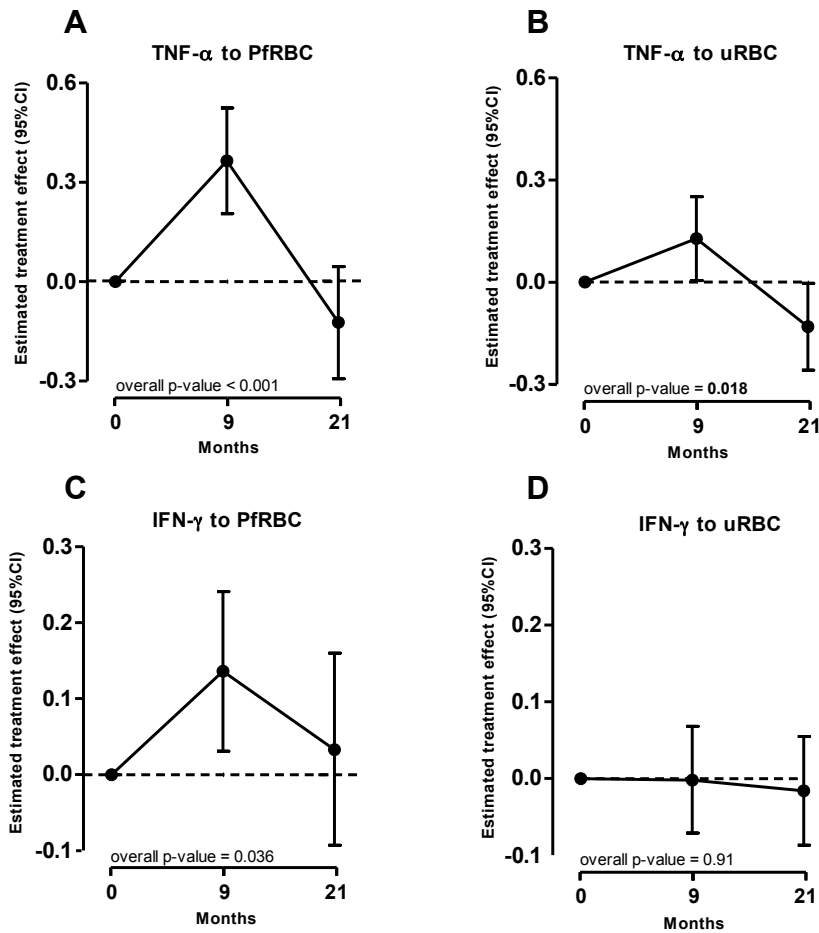 A
TNF-α to PfRBC
Estimated treatment effect (95%CI)
0.6
0.3
0.0
-0.3
overall p-value < 0.001
0 9 21
Months
B
TNF-α to uRBC
Estimated treatment effect (95%CI)
0.6
0.3
0.0
-0.3
overall p-value = 0.018
0 9 21
Months
C
IFN-γ to PfRBC
Estimated treatment effect (95%CI)
0.3
0.2
0.1
0.0
-0.1
overall p-value = 0.036
0 9 21
Months
D
IFN-γ to uRBC
Estimated treatment effect (95%CI)
0.3
0.2
0.1
0.0
-0.1
overall p-value = 0.91
0 9 21
Months